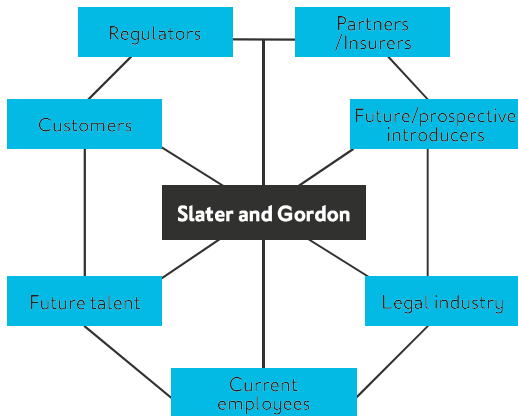 Regulators
Partners
/Insurers
Customers
Future/prospective
introducers
Slater and Gordon
Future talent
Legal industry
Current
employees